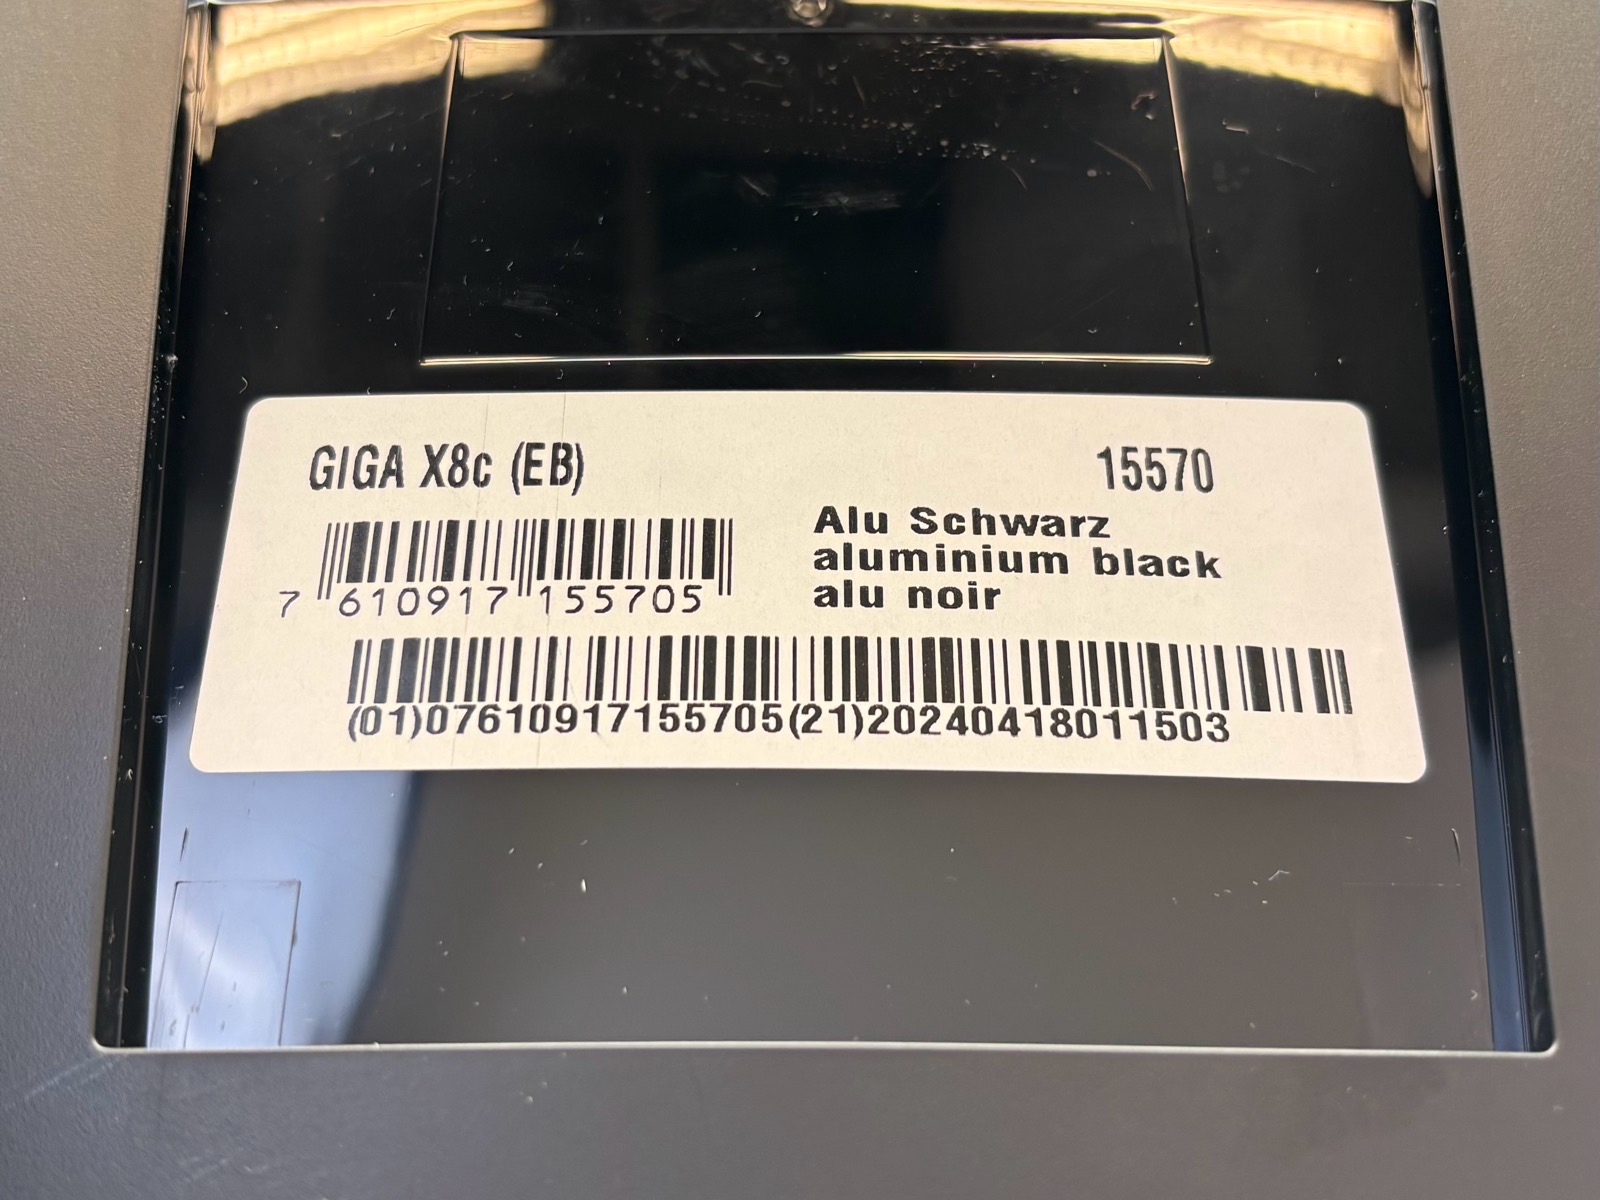 GIGA X8c (EB) 15570
Alu Schwarz
aluminium black
alu noir
7 610917 155705
(01)07610917155705(21)20240418011503